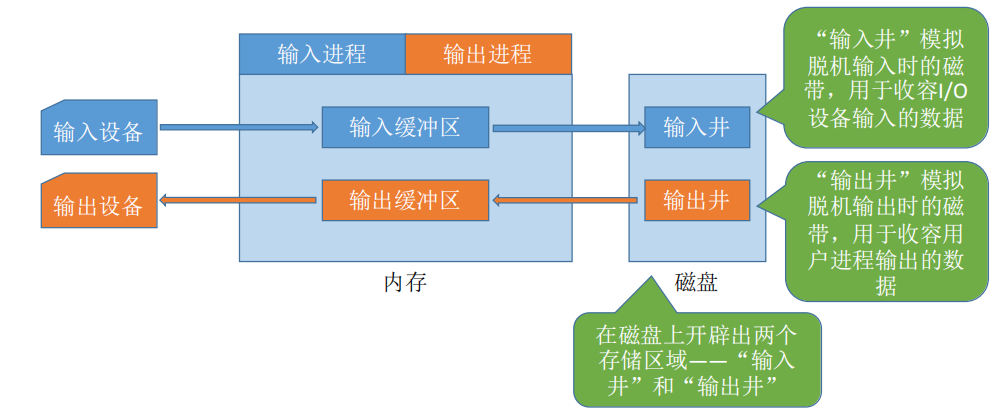 输入进程
输出进程
输入设备
输入缓冲区
输入井
输出设备
输出缓冲区
输出井
内存
磁盘
“输入井”模拟
脱机输入时的磁
带，用于收容I/O
设备输入的数据
“输出井”模拟
脱机输出时的磁
带，用于收容用
户进程输出的数
据
在磁盘上开辟出两个
存储区域——“输入
井”和“输出井”